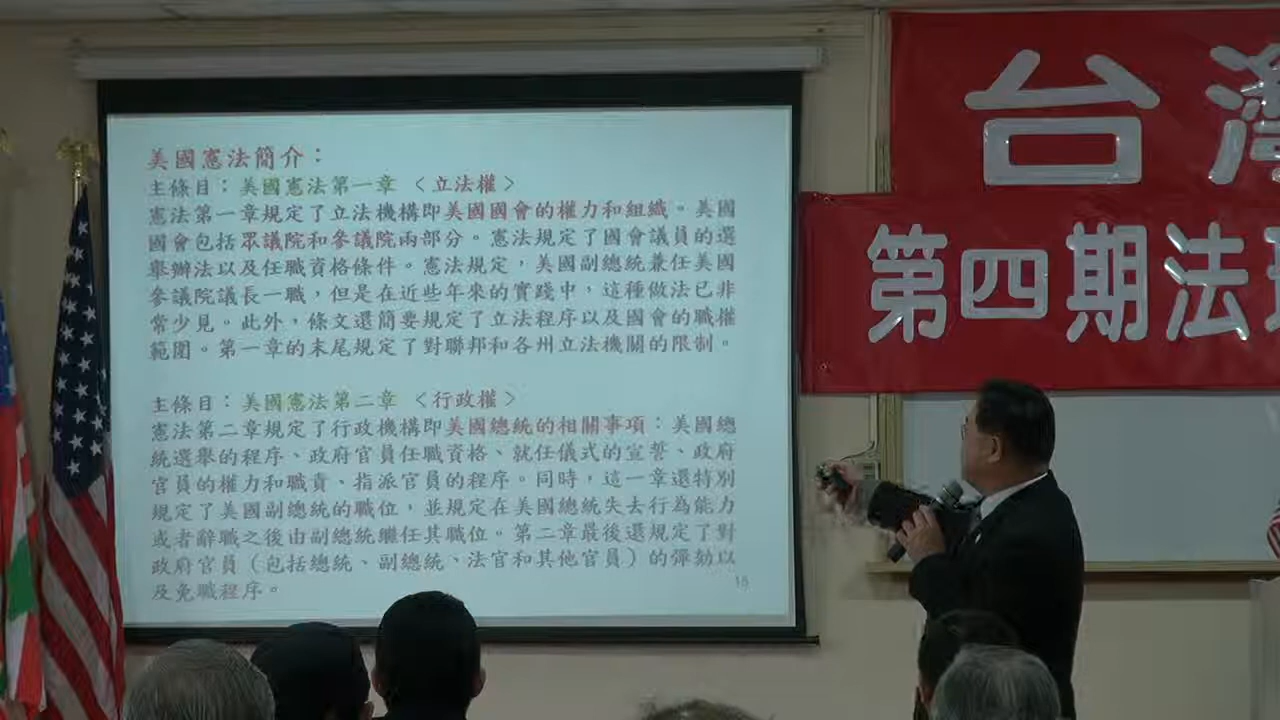 美國憲法簡介：
主條目：美國憲法第一章 〈立法權〉
憲法第一章規定了立法機構即美國國會的權力和組織。美國
國會包括眾議院和參議院兩部分。憲法規定了國會議員的選
舉辦法以及任職資格條件。憲法規定，美國副總統兼任美國
參議院議長一職，但是在近些年來的實踐中，這種做法已非
常少見。此外，條文還簡要規定了立法程序以及國會的職權
範圍。第一章的末尾規定了對聯邦和各州立法機關的限制。
主條目：美國憲法第二章 〈行政權〉
憲法第二章規定了行政機構即美國總統的相關事項：美國總
統選舉的程序、政府官員任職資格、就任儀式的宣誓、政府
官員的權力和職責、指派官員的程序。同時，這一章還特別
規定了美國副總統的職位，並規定在美國總統失去行為能力
或者辭職之後由副總統繼任其職位。第二章最後還規定了對
政府官員（包括總統、副總統、法官和其他官員）的彈劾以
及免職程序。
台灣
第四期法